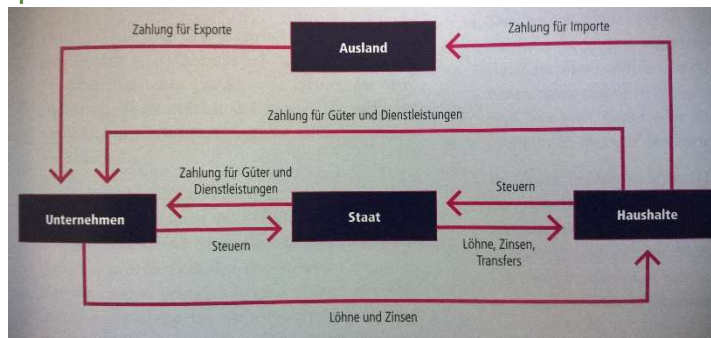 Zahlung für Exporte
Ausland
Zahlung für Importe
Zahlung für Güter und Dienstleistungen
Zahlung für Güter und
Dienstleistungen
Steuern
Unternehmen
Staat
Haushalte
Steuern
Löhne, Zinsen,
Transfers
Löhne und Zinsen